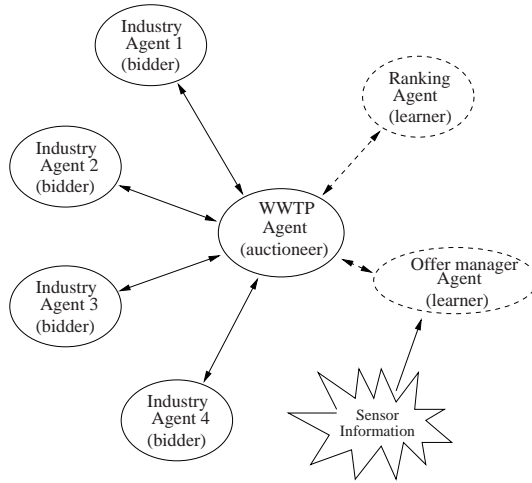 Industry
Agent 1
(bidder)
Ranking
Agent
(learner)
Industry
Agent 2
(bidder)
WWTP
Agent
(auctioneer)
Offer manager
Agent
(learner)
Industry
Agent 3
(bidder)
Industry
Agent 4
(bidder)
Sensor
Information